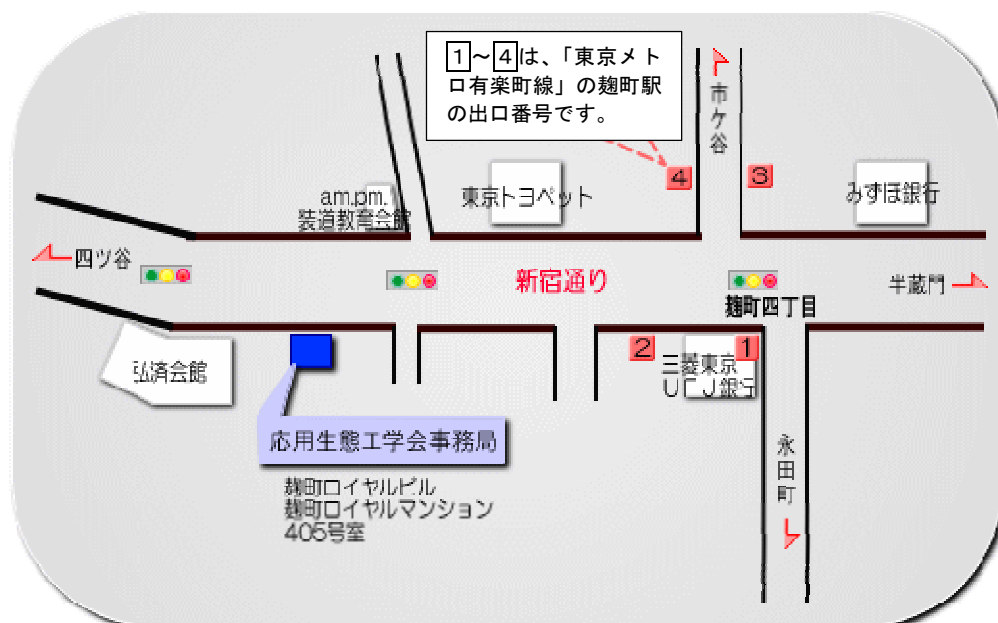 1～4は、「東京メト
ロ有楽町線」の麹町駅
の出口番号です。
市ケ谷
4
3
am.pm.
装道教育会館
東京トヨペット
みずほ銀行
四ツ谷
新宿通り
半蔵門
麹町四丁目
2
1
三菱東京
UFJ銀行
弘済会館
応用生態工学会事務局
永田町
麹町ロイヤルビル
麹町ロイヤルマンション
405号室